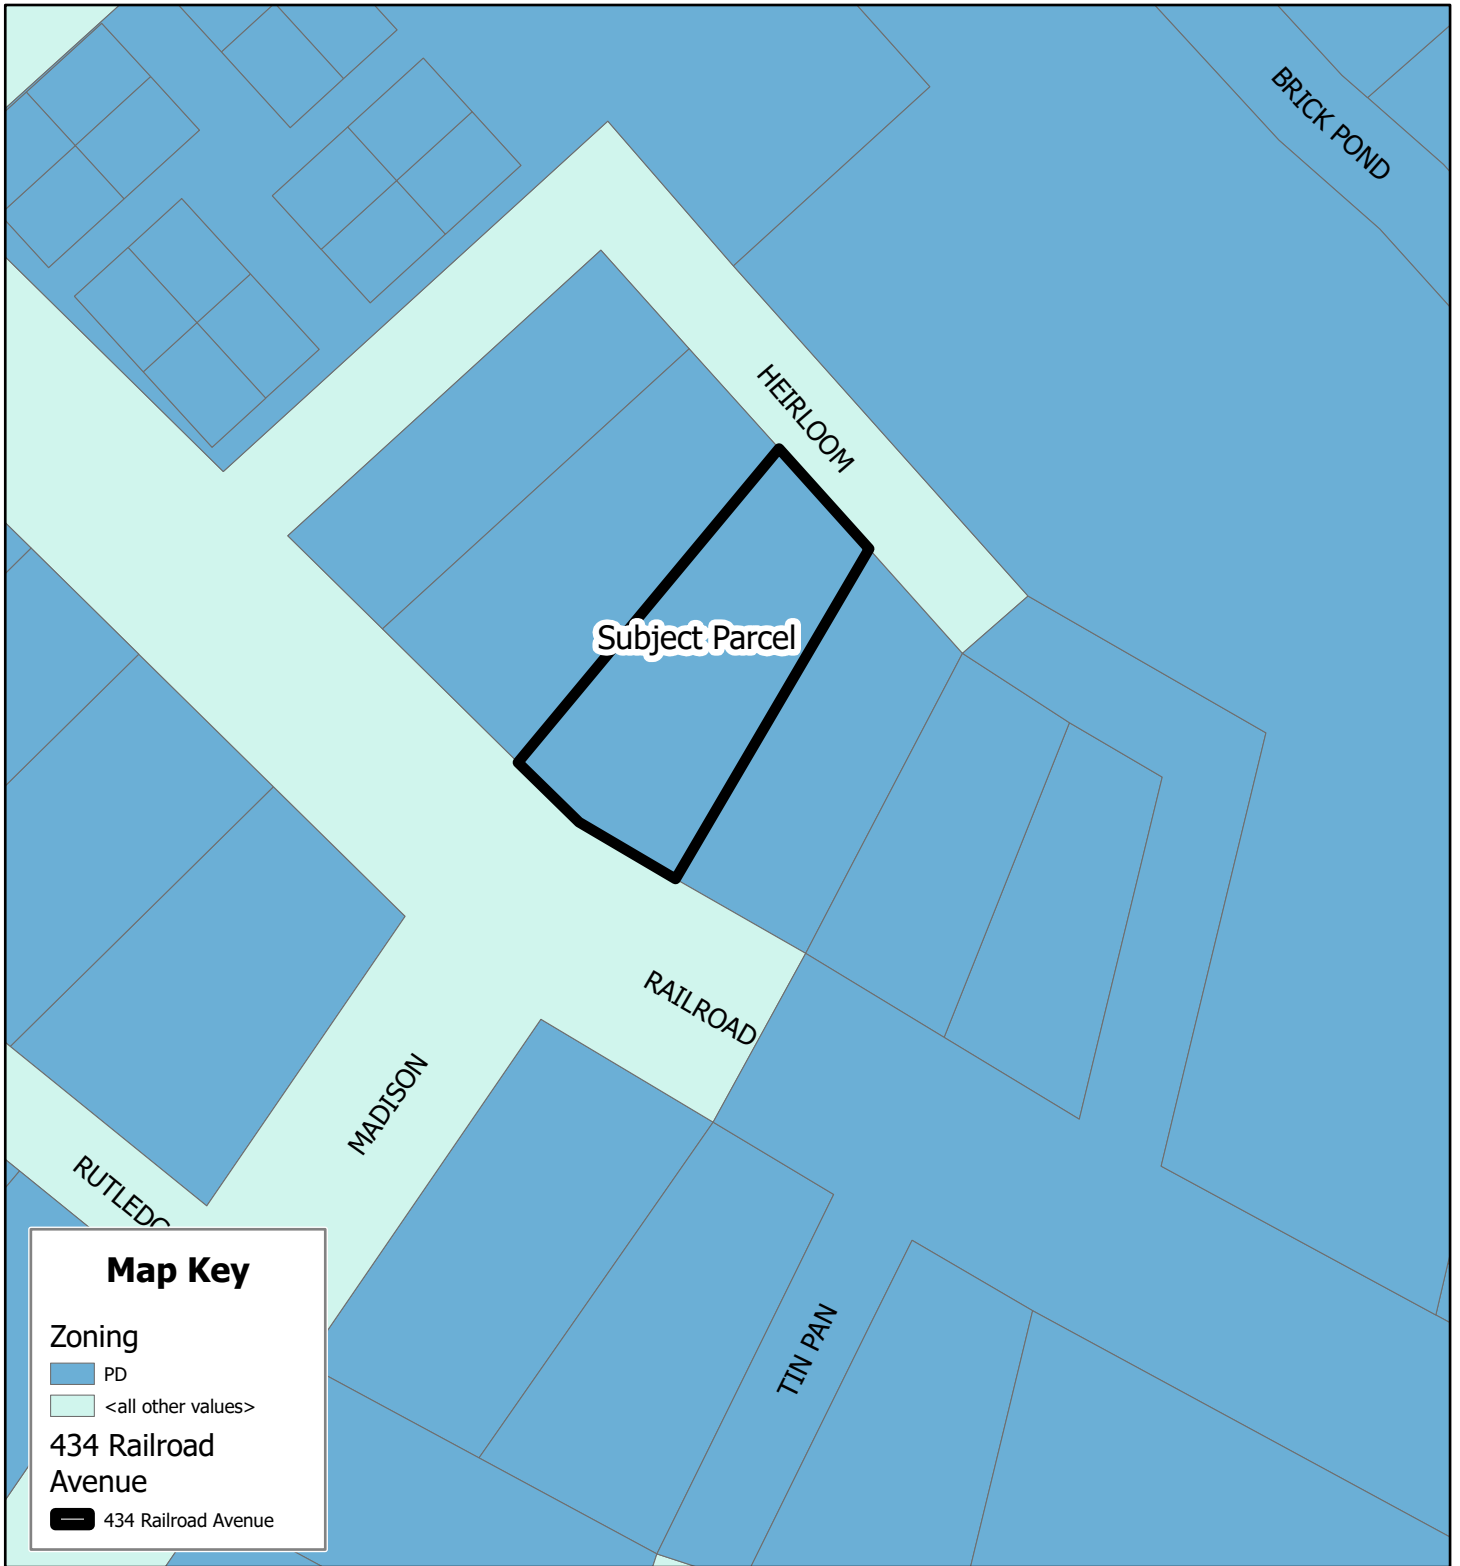 BRICK POND
HEIRLOOM
Subject Parcel
RAILROAD
MADISON
RUTLEDG
TIN PAN
Map Key
Zoning
PD
<all other values>
434 Railroad
Avenue
434 Railroad Avenue